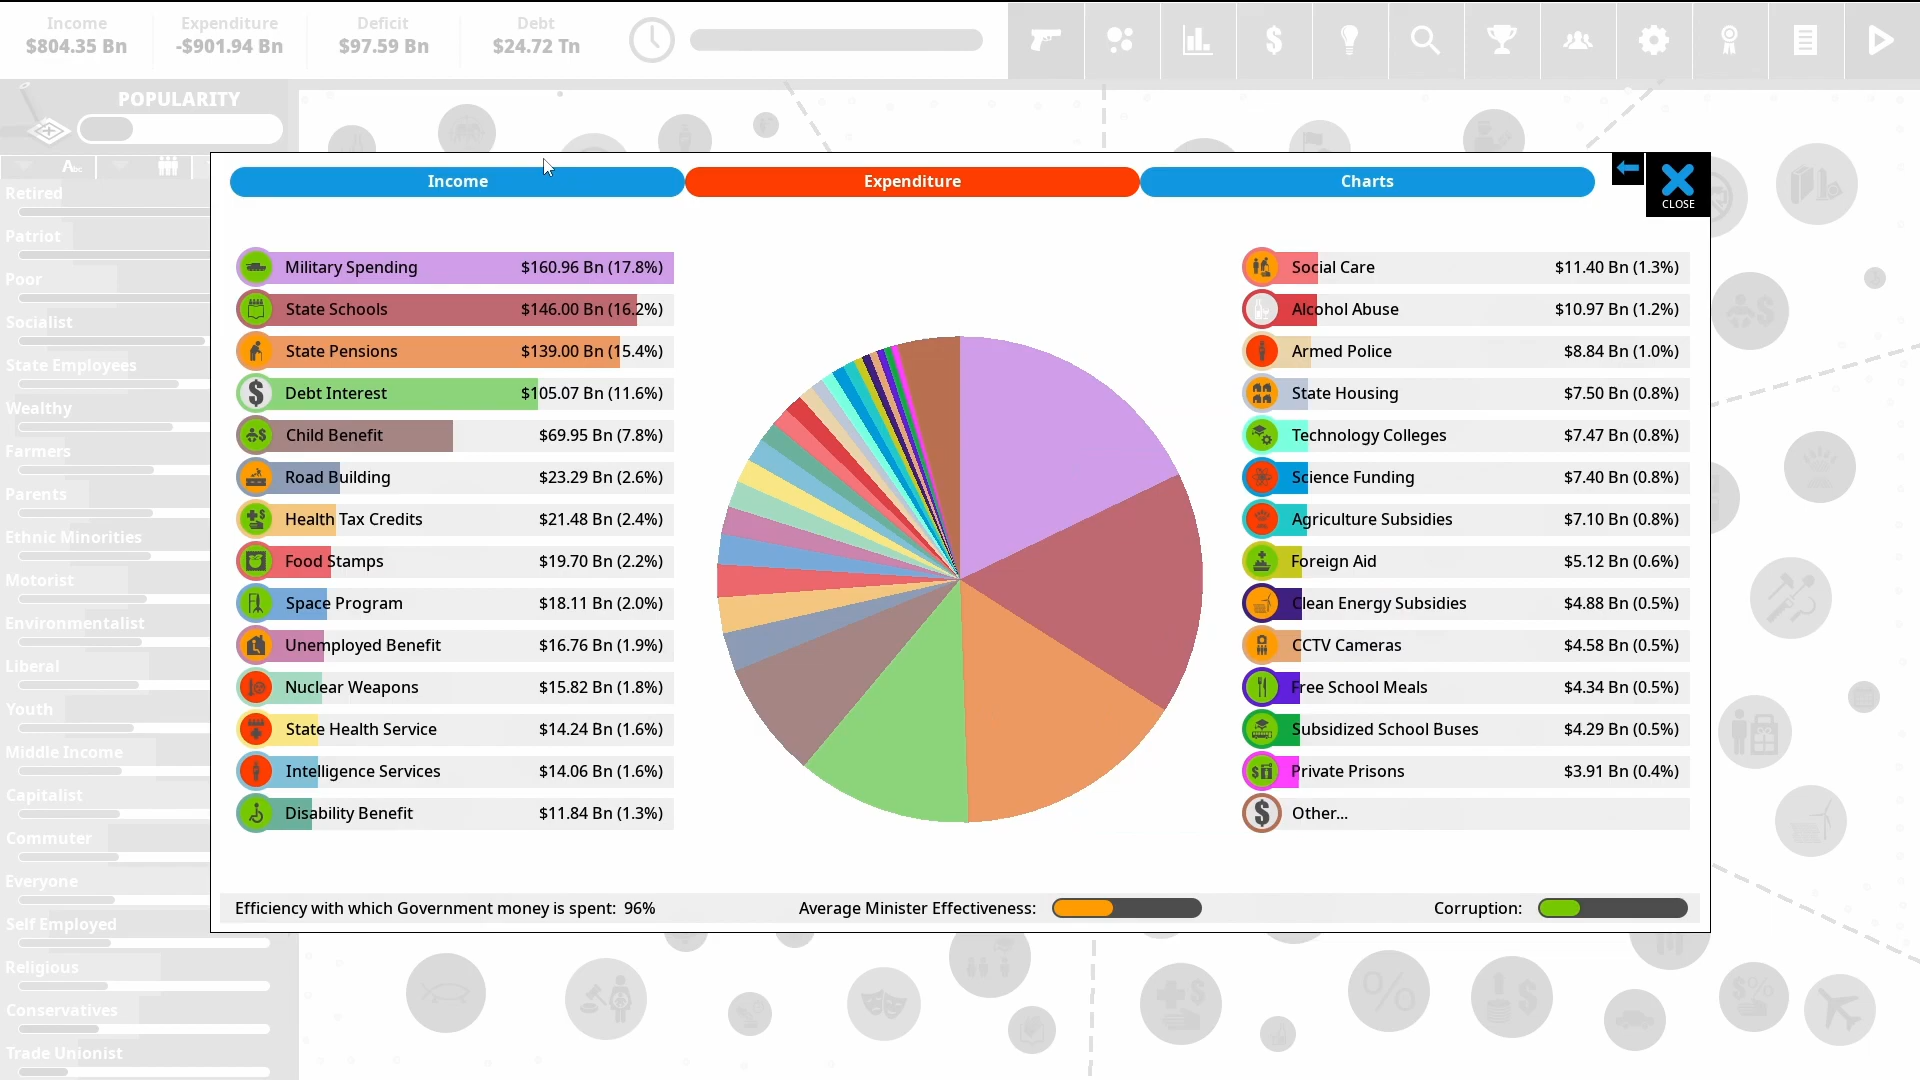 Income
$804.35 Bn
Expenditure
-$901.94 Bn
Deficit
$97.59 Bn
Debt
$24.72 Tn
POPULARITY
Retired
Patriot
Poor
Socialist
State Employees
Wealthy
Farmers
Parents
Ethnic Minorities
Motorist
Environmentalist
Liberal
Youth
Middle Income
Capitalist
Commuter
Everyone
Self Employed
Religious
Conservatives
Trade Unionist
Income
Expenditure
Charts
CLOSE
Military Spending $160.96 Bn (17.8%)
State Schools $146.00 Bn (16.2%)
State Pensions $139.00 Bn (15.4%)
Debt Interest $105.07 Bn (11.6%)
Child Benefit $69.95 Bn (7.8%)
Road Building $23.29 Bn (2.6%)
Health Tax Credits $21.48 Bn (2.4%)
Food Stamps $19.70 Bn (2.2%)
Space Program $18.11 Bn (2.0%)
Unemployed Benefit $16.76 Bn (1.9%)
Nuclear Weapons $15.82 Bn (1.8%)
State Health Service $14.24 Bn (1.6%)
Intelligence Services $14.06 Bn (1.6%)
Disability Benefit $11.84 Bn (1.3%)
Social Care $11.40 Bn (1.3%)
Alcohol Abuse $10.97 Bn (1.2%)
Armed Police $8.84 Bn (1.0%)
State Housing $7.50 Bn (0.8%)
Technology Colleges $7.47 Bn (0.8%)
Science Funding $7.40 Bn (0.8%)
Agriculture Subsidies $7.10 Bn (0.8%)
Foreign Aid $5.12 Bn (0.6%)
Clean Energy Subsidies $4.88 Bn (0.5%)
CCTV Cameras $4.58 Bn (0.5%)
Free School Meals $4.34 Bn (0.5%)
Subsidized School Buses $4.29 Bn (0.5%)
Private Prisons $3.91 Bn (0.4%)
Other...
Efficiency with which Government money is spent: 96%
Average Minister Effectiveness:
Corruption: